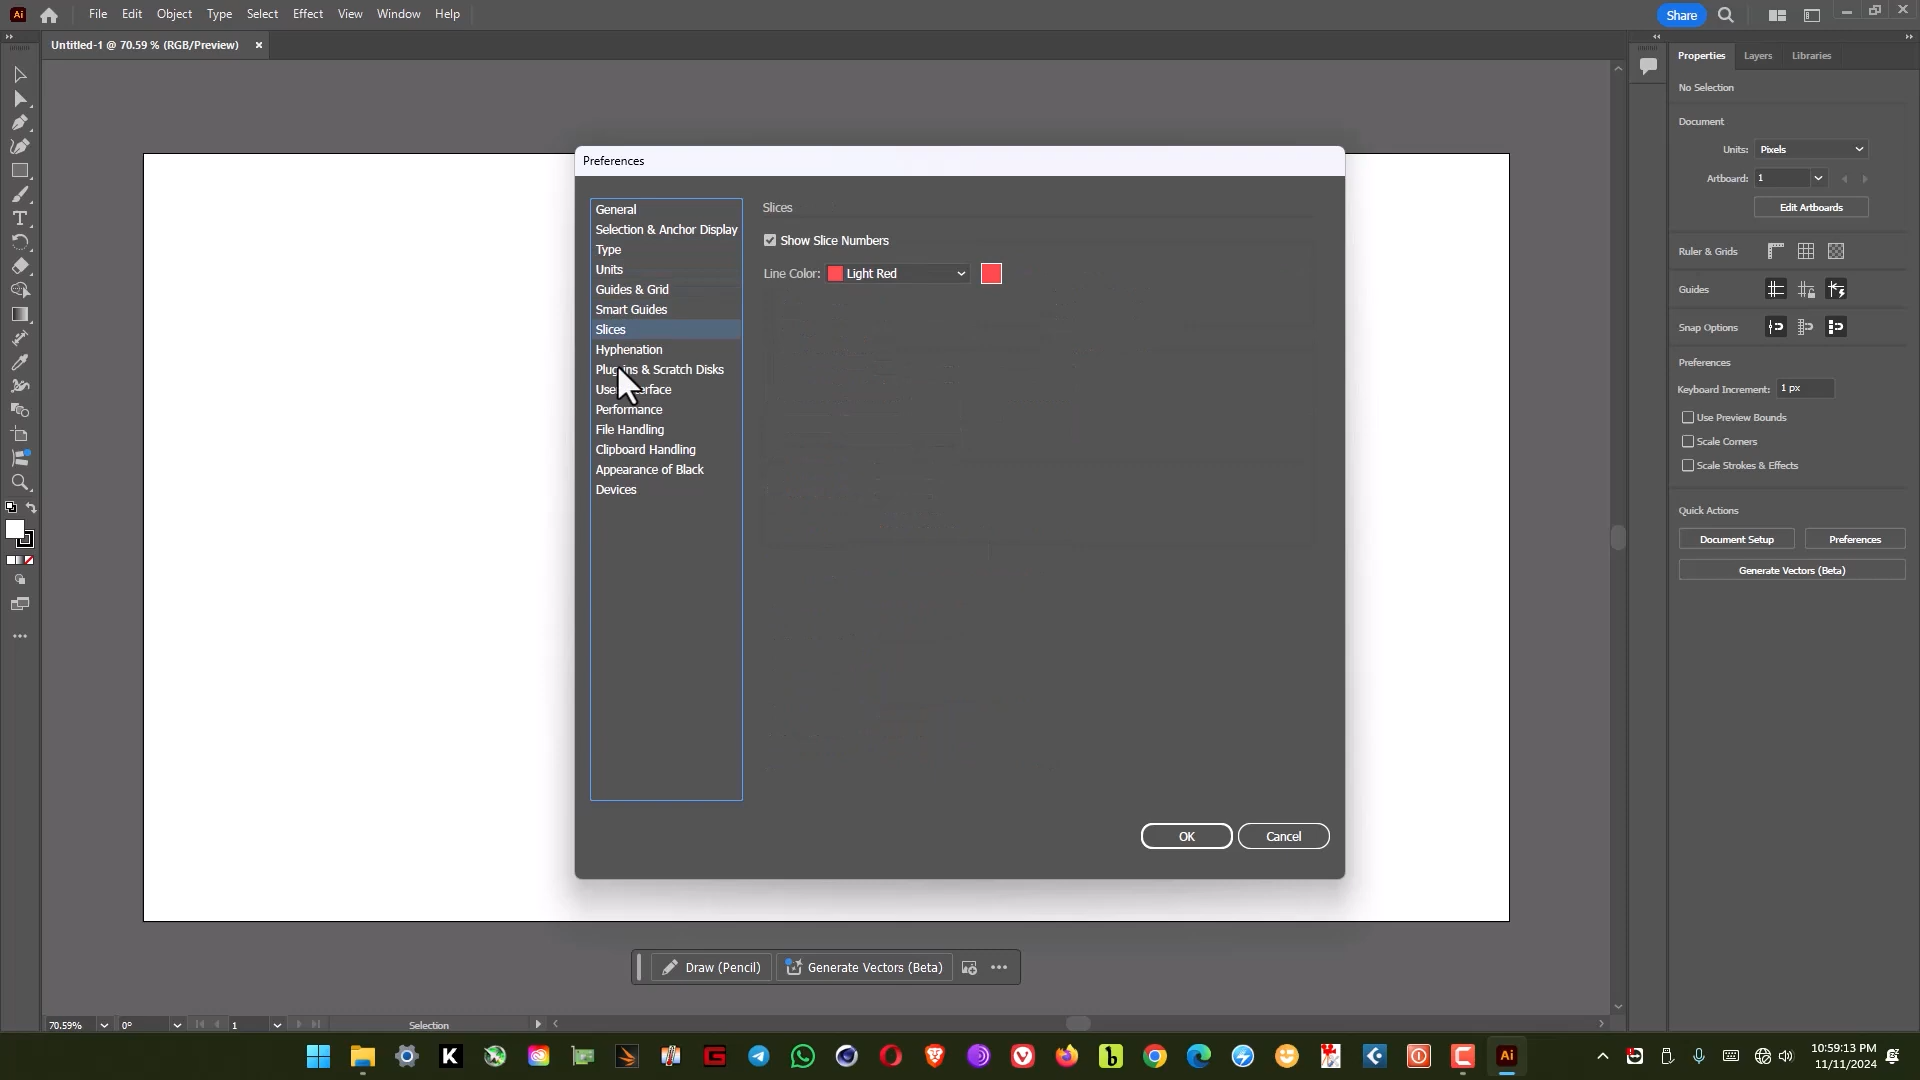 Ai File Edit Object Type Select Effect View Window Help Share
Untitled-1 @ 70.59 % (RGB/Preview) ×
Preferences
General
Selection & Anchor Display
Type
Units
Guides & Grid
Smart Guides
Slices
Hyphenation
Plug-ins & Scratch Disks
Performance
File Handling
Clipboard Handling
Appearance of Black
Devices
Slices
Show Slice Numbers
Line Color: Light Red
OK Cancel
Properties Layers Libraries
No Selection
Document
Units: Pixels
Artboard: 1
Edit Artboards
Ruler & Grids
Guides
Snap Options
Preferences
Keyboard Increment: 1 px
Use Preview Bounds
Scale Corners
Scale Strokes & Effects
Quick Actions
Document Setup Preferences
Generate Vectors (Beta)
Draw (Pencil) Generate Vectors (Beta)
70.59% 0° 1 Selection
10:59:13 PM
11/11/2024